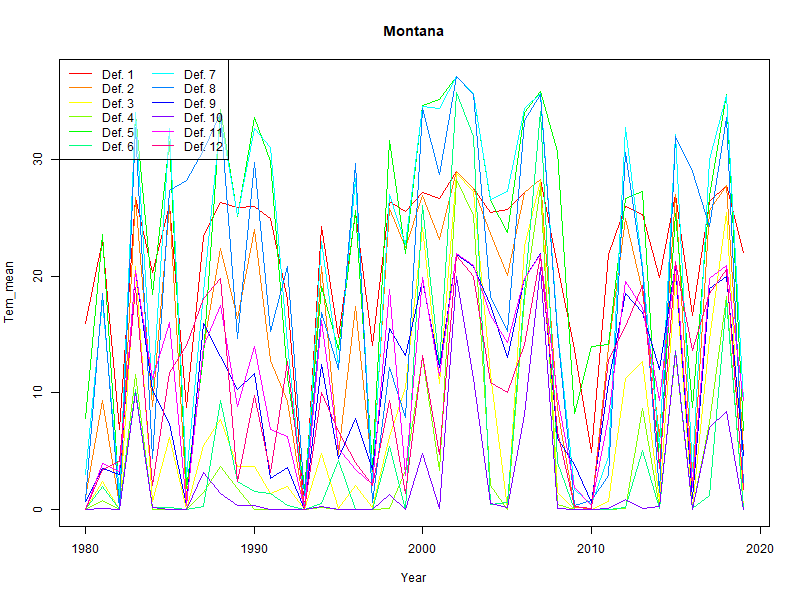 Montana
Def. 1 Def. 7
Def. 2 Def. 8
Def. 3 Def. 9
Def. 4 Def. 10
Def. 5 Def. 11
Def. 6 Def. 12
Tem_mean
30
20
10
0
1980 1990 2000 2010 2020
Year